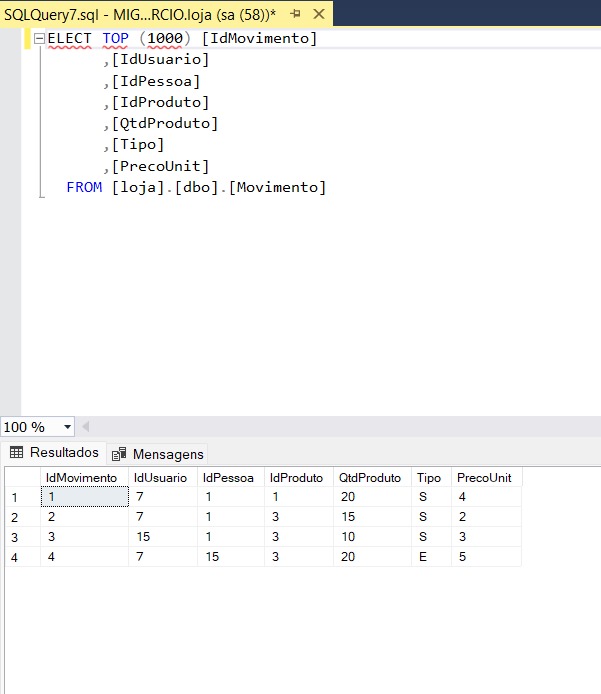 SQLQuery7.sql - MIG...RCIO.loja (sa (58))*
ELECT TOP (1000) [IdMovimento]
,[IdUsuario]
,[IdPessoa]
,[IdProduto]
,[QtdProduto]
,[Tipo]
,[PrecoUnit]
FROM [loja].[dbo].[Movimento]
100 %
Resultados Mensagens
IdMovimento IdUsuario IdPessoa IdProduto QtdProduto Tipo PrecoUnit
1 1 7 1 1 20 S 4
2 2 7 1 3 15 S 2
3 3 15 1 3 10 S 3
4 4 7 15 3 20 E 5